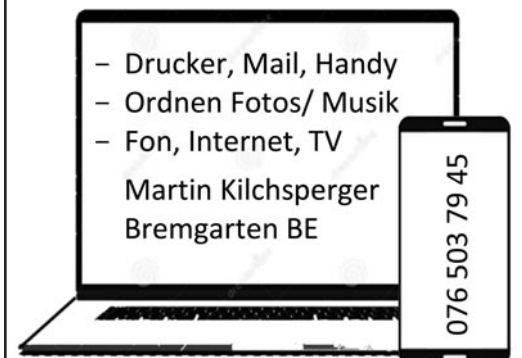 – Drucker, Mail, Handy
– Ordnen Fotos/ Musik
– Fon, Internet, TV
Martin Kilchsperger
Bremgarten BE
076 503 79 45